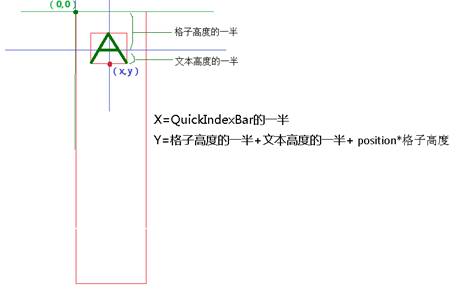 (0,0)
格子高度的一半
A
文本高度的一半
(x,y)
X=QuickIndexBar的一半
Y=格子高度的一半+文本高度的一半+ position*格子高度